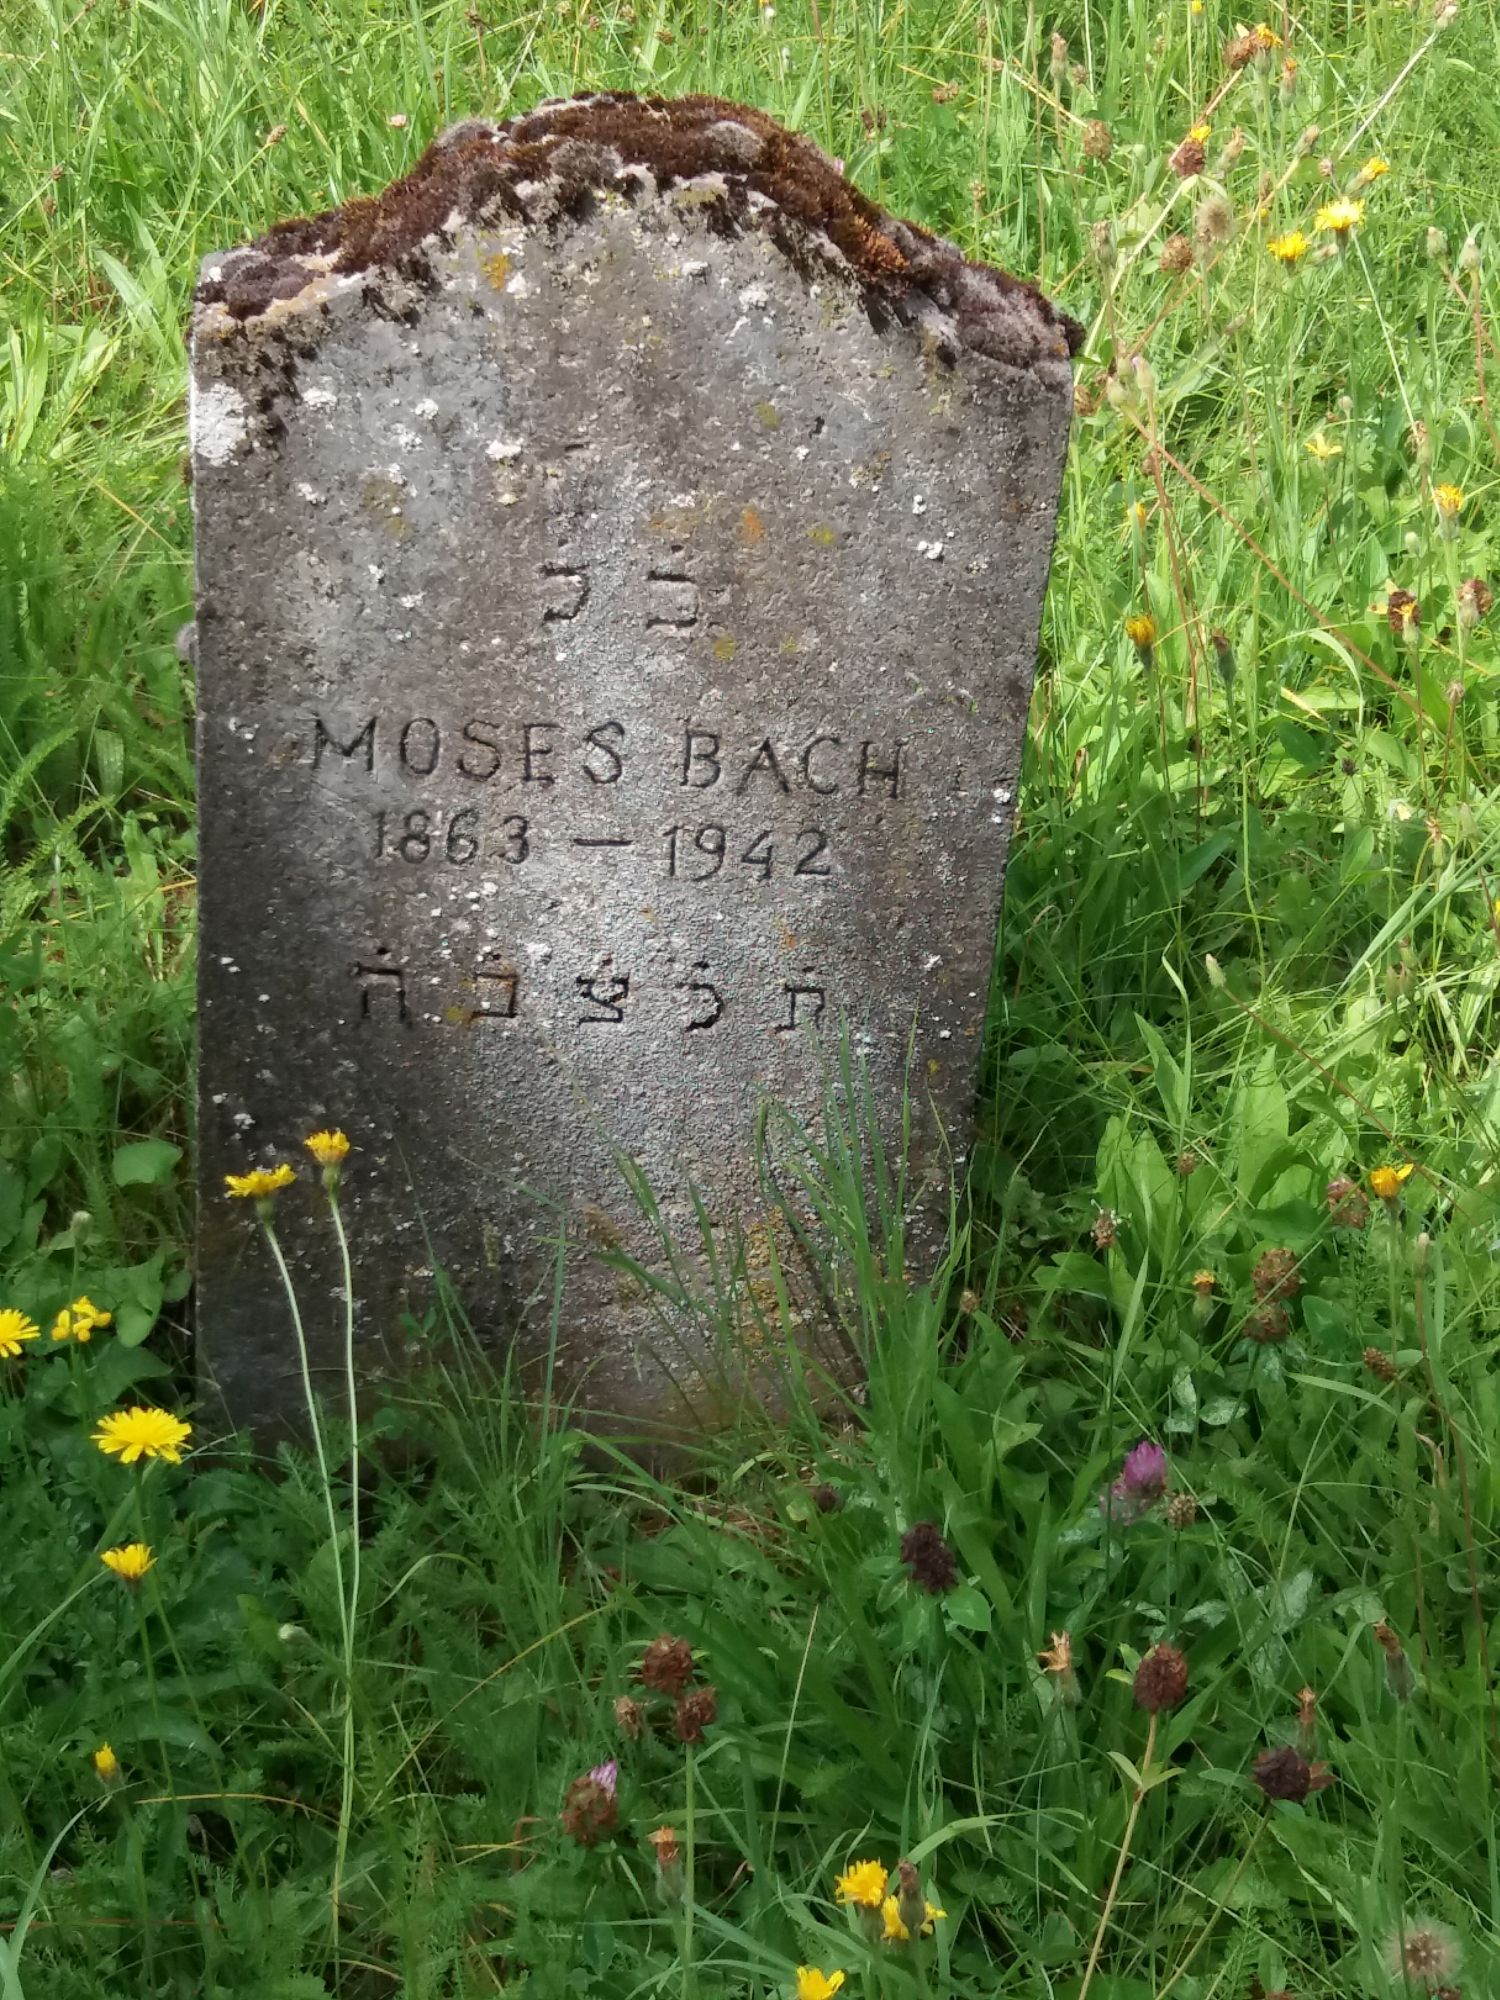 פ נ
MOSES BACH
1863 — 1942
ת נ צ ב ה